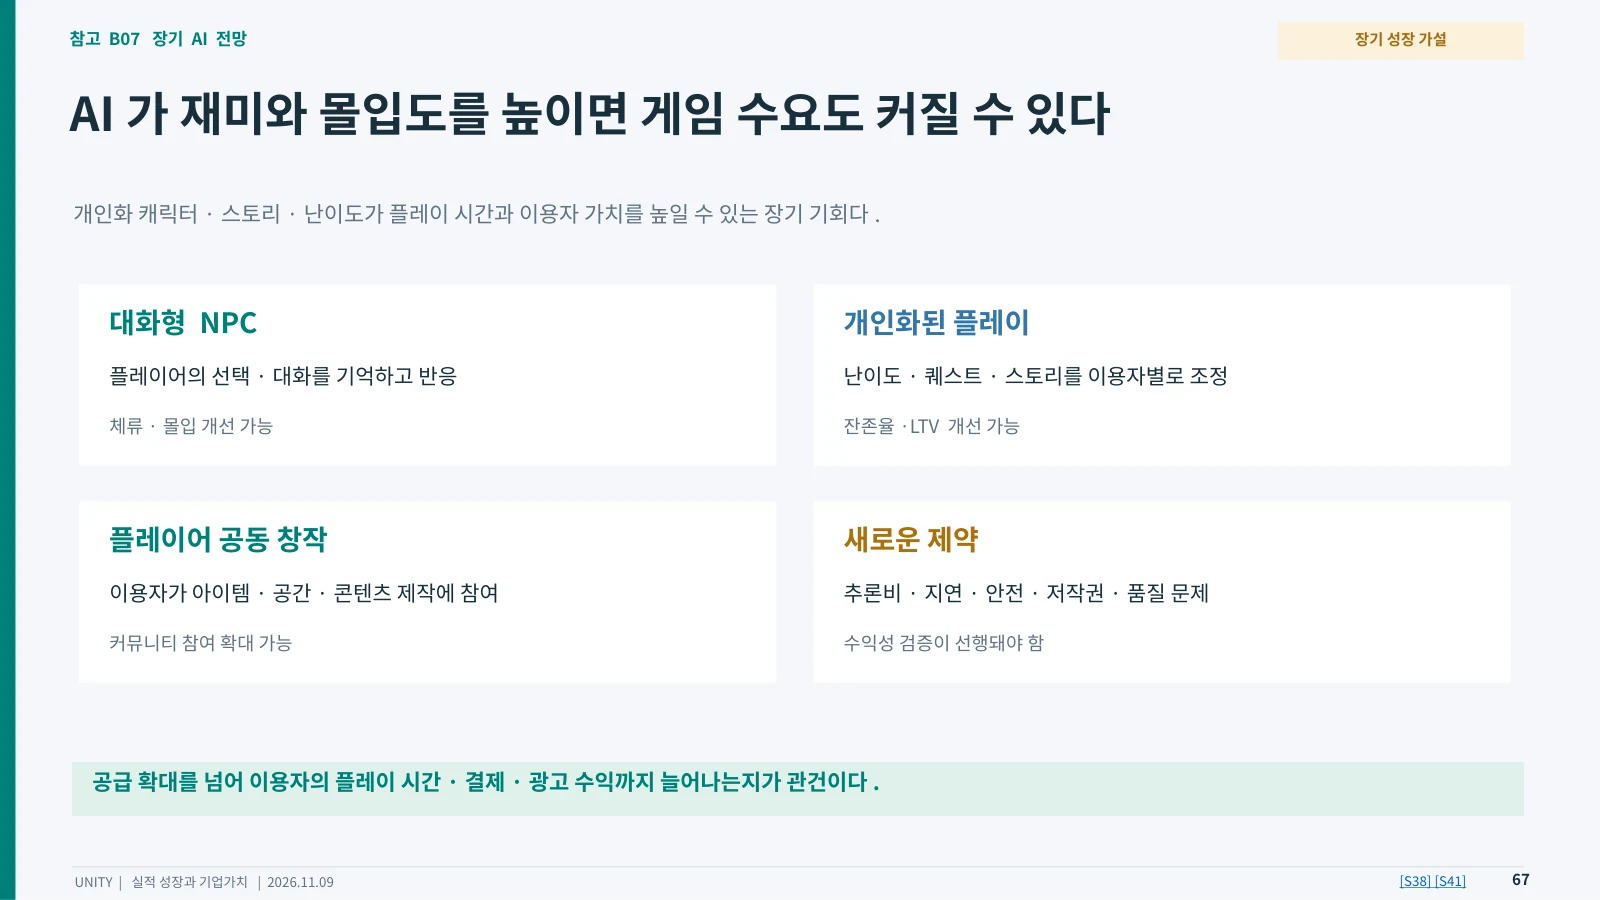 참고 B07 장기 AI 전망
장기 성장 가설
AI 가 재미와 몰입도를 높이면 게임 수요도 커질 수 있다
개인화 캐릭터 · 스토리 · 난이도가 플레이 시간과 이용자 가치를 높일 수 있는 장기 기회다 .
대화형 NPC
플레이어의 선택 · 대화를 기억하고 반응
체류 · 몰입 개선 가능
개인화된 플레이
난이도 · 퀘스트 · 스토리를 이용자별로 조정
잔존율 ·LTV 개선 가능
플레이어 공동 창작
이용자가 아이템 · 공간 · 콘텐츠 제작에 참여
커뮤니티 참여 확대 가능
새로운 제약
추론비 · 지연 · 안전 · 저작권 · 품질 문제
수익성 검증이 선행돼야 함
공급 확대를 넘어 이용자의 플레이 시간 · 결제 · 광고 수익까지 늘어나는지가 관건이다 .
UNITY | 실적 성장과 기업가치 | 2026.11.09
[S38] [S41]
67